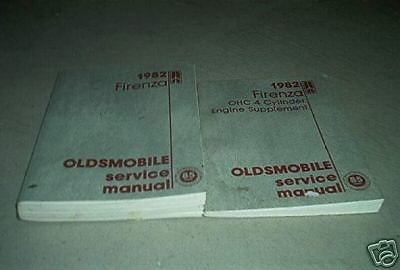 1982
Firenza
OLDSMOBILE
service
manual
1982
Firenza
OHC 4 Cylinder
Engine Supplement
OLDSMOBILE
service
manual